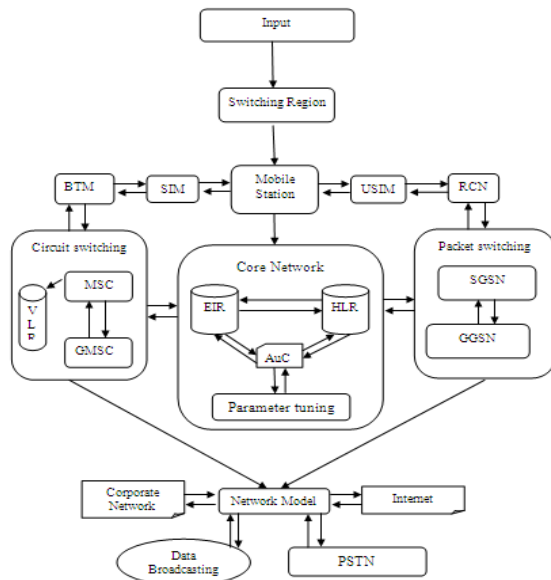 Input
Switching Region
BTM
SIM
Mobile
Station
USIM
RCN
Circuit switching
MSC
V
L
R
GMSC
Core Network
EIR
HLR
AuC
Parameter tuning
Packet switching
SGSN
GGSN
Corporate
Network
Network Model
Internet
Data
Broadcasting
PSTN